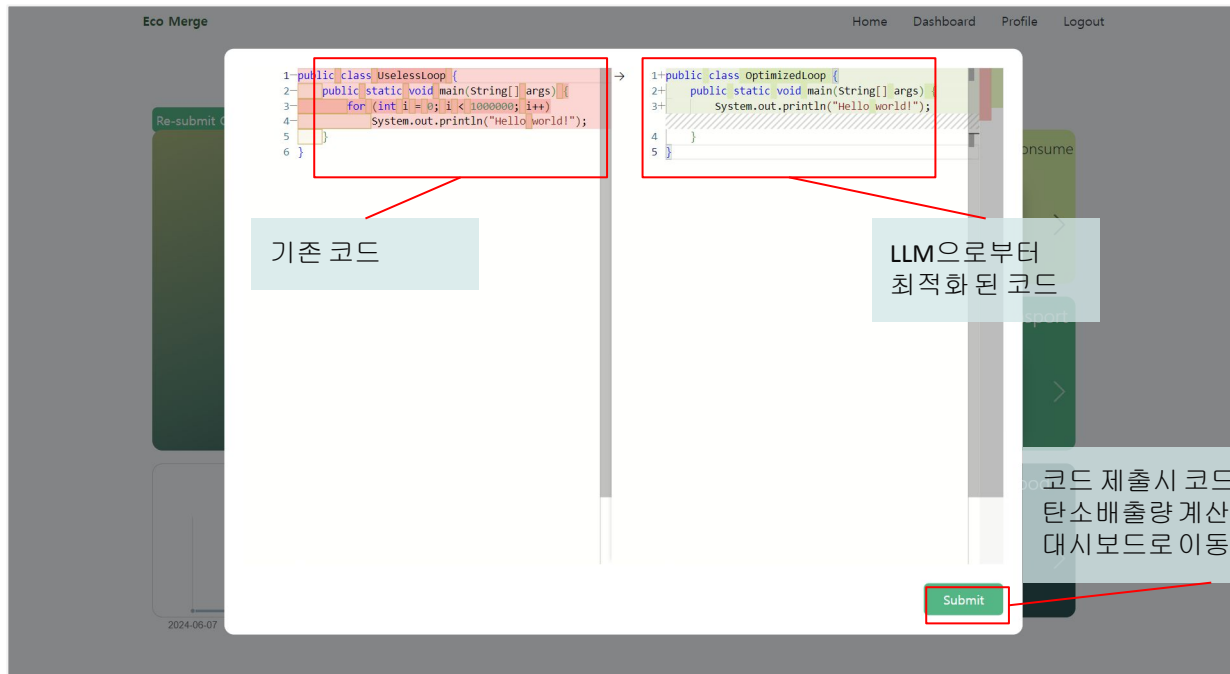 Eco Merge
Home Dashboard Profile Logout
Re-submit
1 public class UselessLoop {
2 public static void main(String[] args) {
3 for (int i = 0; i < 1000000; i++)
4 System.out.println("Hello world!");
5 }
6 }
→
1 public class OptimizedLoop {
2 public static void main(String[] args) {
3 System.out.println("Hello world!");
4 }
5 }
기존 코드
LLM으로부터
최적화 된 코드
코드 제출시 코드
탄소배출량 계산
대시보드로 이동
Submit
2024-06-07